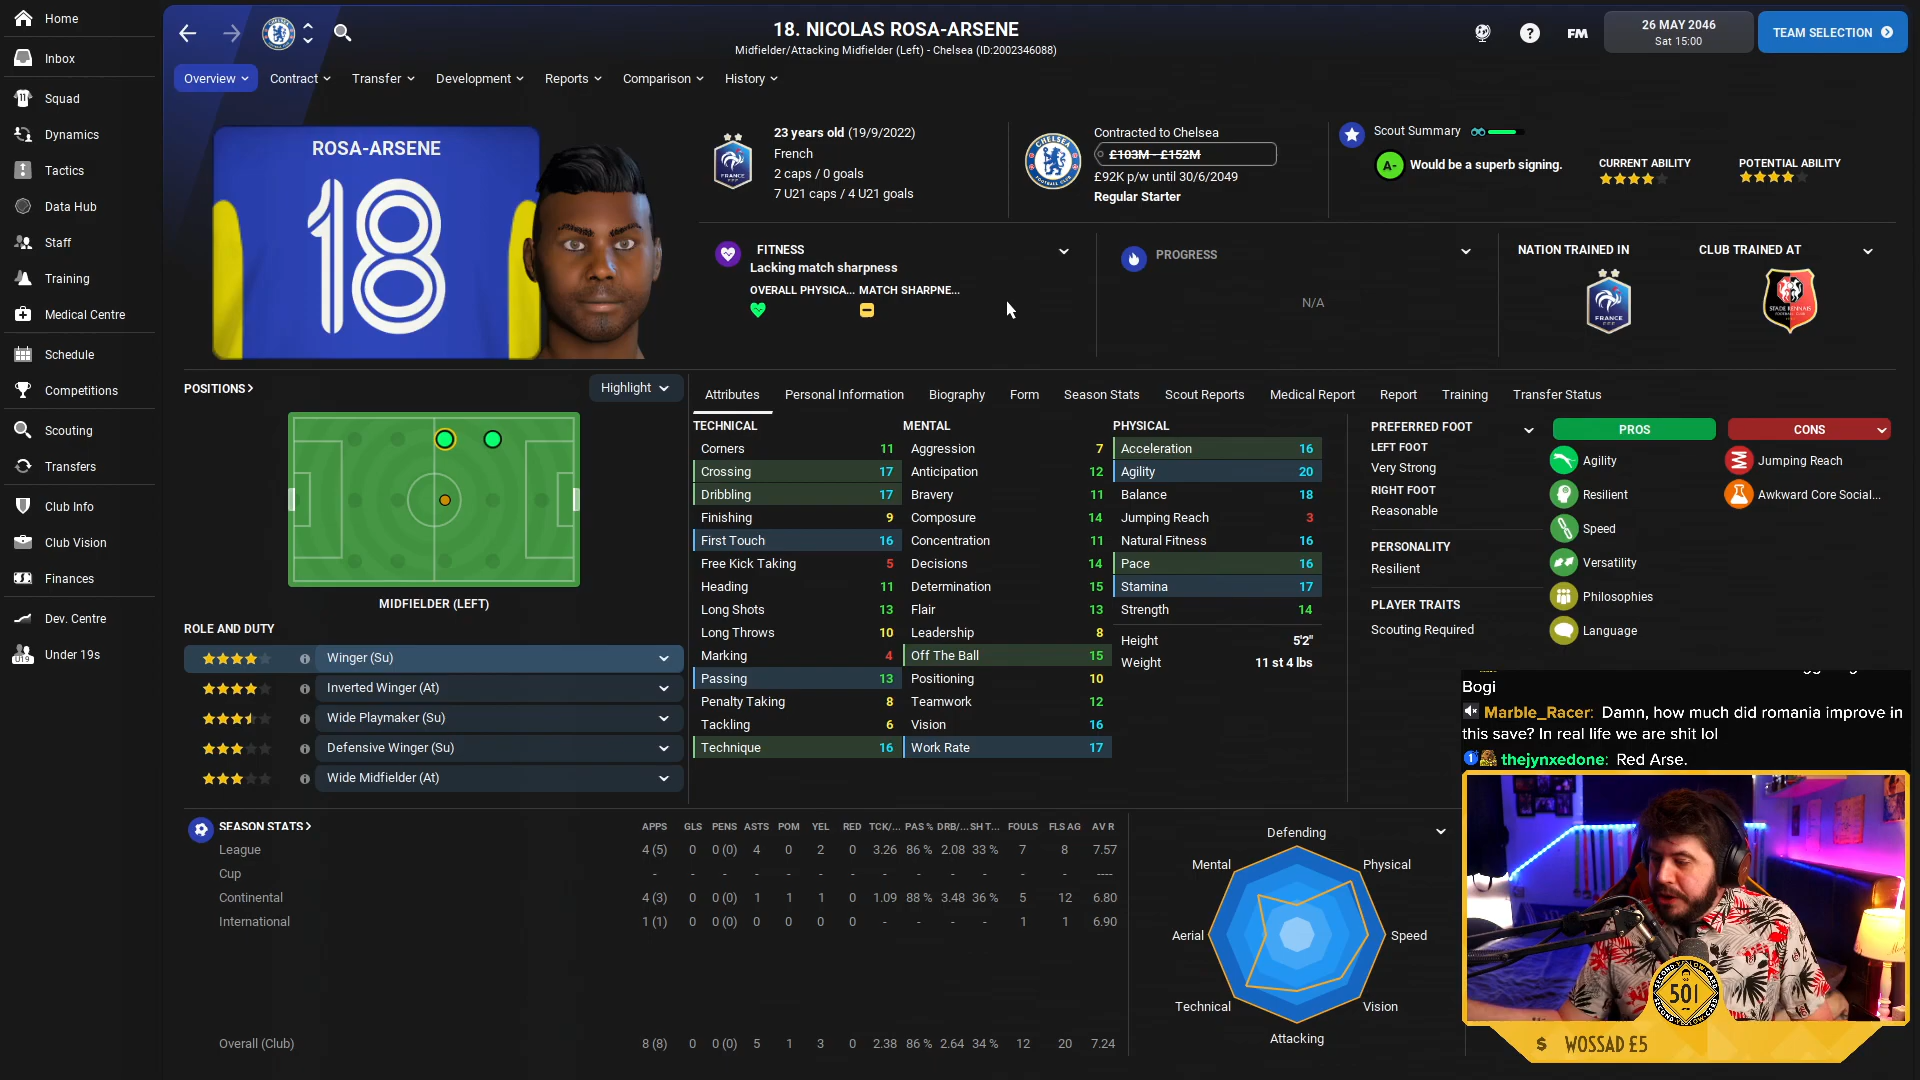 Home
Inbox
Squad
Dynamics
Tactics
Data Hub
Staff
Training
Medical Centre
Schedule
Competitions
Scouting
Transfers
Club Info
Club Vision
Finances
Dev. Centre
Under 19s
18. NICOLAS ROSA-ARSENE
Midfielder/Attacking Midfielder (Left) - Chelsea (ID:2002346088)
FM
26 MAY 2046
Sat 15:00
TEAM SELECTION
Overview Contract Transfer Development Reports Comparison History
ROSA-ARSENE
18
23 years old (19/9/2022)
French
2 caps / 0 goals
7 U21 caps / 4 U21 goals
Contracted to Chelsea
£103M - £152M
£92K p/w until 30/6/2049
Regular Starter
Scout Summary
A- Would be a superb signing.
CURRENT ABILITY
POTENTIAL ABILITY
FITNESS
Lacking match sharpness
OVERALL PHYSICA... MATCH SHARPNE...
PROGRESS
N/A
NATION TRAINED IN
CLUB TRAINED AT
POSITIONS
Highlight
MIDFIELDER (LEFT)
ROLE AND DUTY
Winger (Su)
Inverted Winger (At)
Wide Playmaker (Su)
Defensive Winger (Su)
Wide Midfielder (At)
Attributes Personal Information Biography Form Season Stats Scout Reports Medical Report Report Training Transfer Status
TECHNICAL
Corners 11
Crossing 17
Dribbling 17
Finishing 9
First Touch 16
Free Kick Taking 5
Heading 11
Long Shots 13
Long Throws 10
Marking 4
Passing 13
Penalty Taking 8
Tackling 6
Technique 16
MENTAL
Aggression 7
Anticipation 12
Bravery 11
Composure 14
Concentration 11
Decisions 14
Determination 15
Flair 13
Leadership 8
Off The Ball 15
Positioning 10
Teamwork 12
Vision 16
Work Rate 17
PHYSICAL
Acceleration 16
Agility 20
Balance 18
Jumping Reach 3
Natural Fitness 16
Pace 16
Stamina 17
Strength 14
Height 5'2"
Weight 11 st 4 lbs
PREFERRED FOOT
LEFT FOOT
Very Strong
RIGHT FOOT
Reasonable
PERSONALITY
Resilient
PLAYER TRAITS
Scouting Required
PROS
Agility
Resilient
Speed
Versatility
Philosophies
Language
CONS
Jumping Reach
Awkward Core Social...
Bogi
Marble_Racer: Damn, how much did romania improve in
this save? In real life we are shit lol
thejynxedone: Red Arse.
SEASON STATS APPS GLS PENS ASTS POM YEL RED TCK/... PAS % DRB/... SH T... FOULS FLS AG AV R
League 4 (5) 0 0 (0) 4 0 2 0 3.26 86 % 2.08 33 % 7 8 7.57
Cup - - - - - - - - - - - - - ----
Continental 4 (3) 0 0 (0) 1 1 1 0 1.09 88 % 3.48 36 % 5 12 6.80
International 1 (1) 0 0 (0) 0 0 0 0 - - - - 1 1 6.90
Overall (Club) 8 (8) 0 0 (0) 5 1 3 0 2.38 86 % 2.64 34 % 12 20 7.24
Defending
Physical
Speed
Vision
Attacking
Technical
Aerial
Mental
501
$ WOSSAD £5